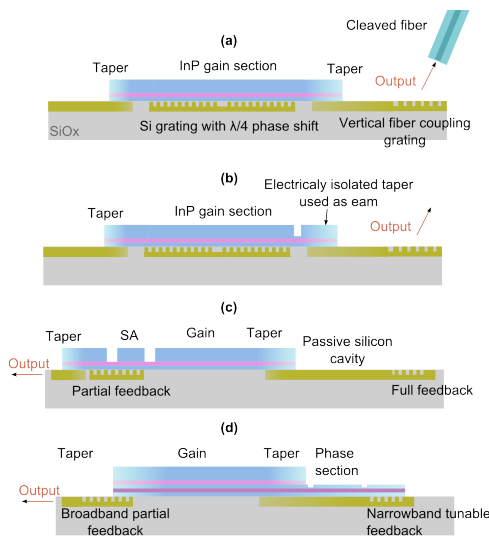 (a)
Cleaved fiber
Taper
InP gain section
Taper
Output
Si grating with λ/4 phase shift
Vertical fiber coupling
grating
SiOx
(b)
Electricaly isolated taper
used as eam
Taper
InP gain section
Output
(c)
Taper
SA
Gain
Taper
Passive silicon
cavity
Output
Partial feedback
Full feedback
(d)
Taper
Gain
Taper
Phase
section
Output
Broadband partial
feedback
Narrowband tunable
feedback